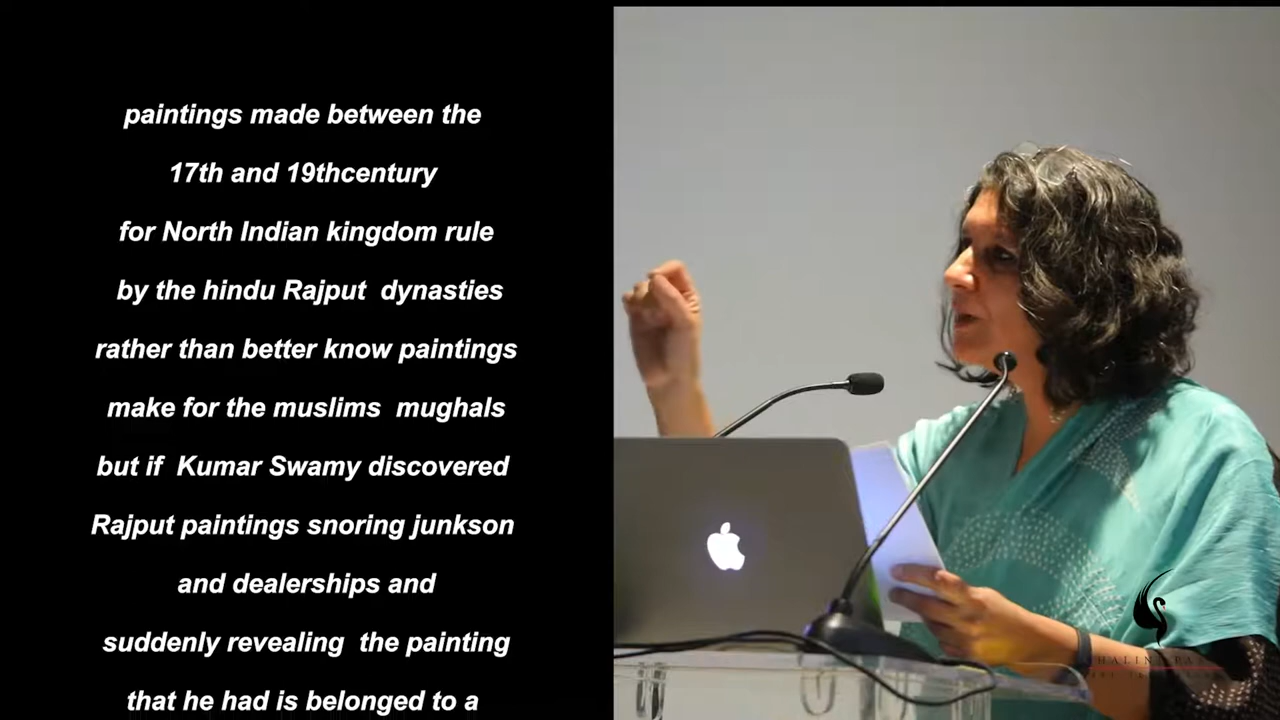 paintings made between the
17th and 19thcentury
for North Indian kingdom rule
by the hindu Rajput dynasties
rather than better know paintings
make for the muslims mughals
but if Kumar Swamy discovered
Rajput paintings snoring junkson
and dealerships and
suddenly revealing the painting
that he had is belonged to a